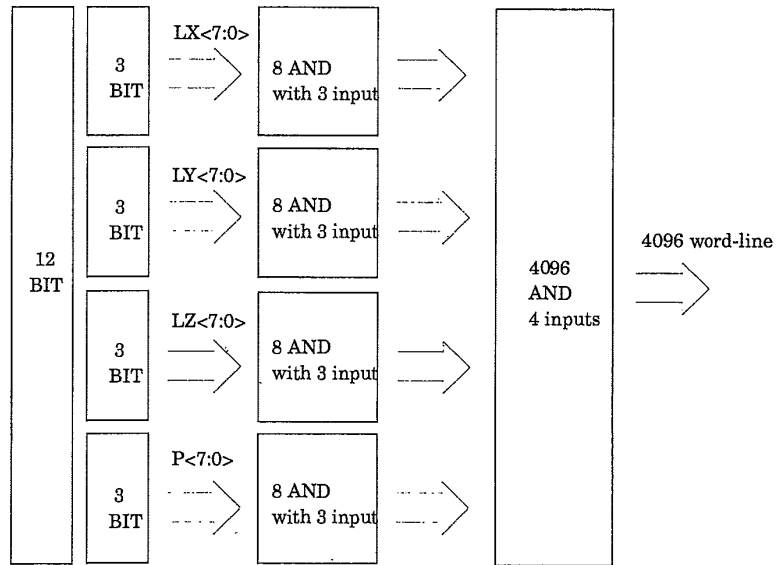 12
BIT
3
BIT
LX<7:0>
8 AND
with 3 input
3
BIT
LY<7:0>
8 AND
with 3 input
3
BIT
LZ<7:0>
8 AND
with 3 input
3
BIT
P<7:0>
8 AND
with 3 input
4096
AND
4 inputs
4096 word-line